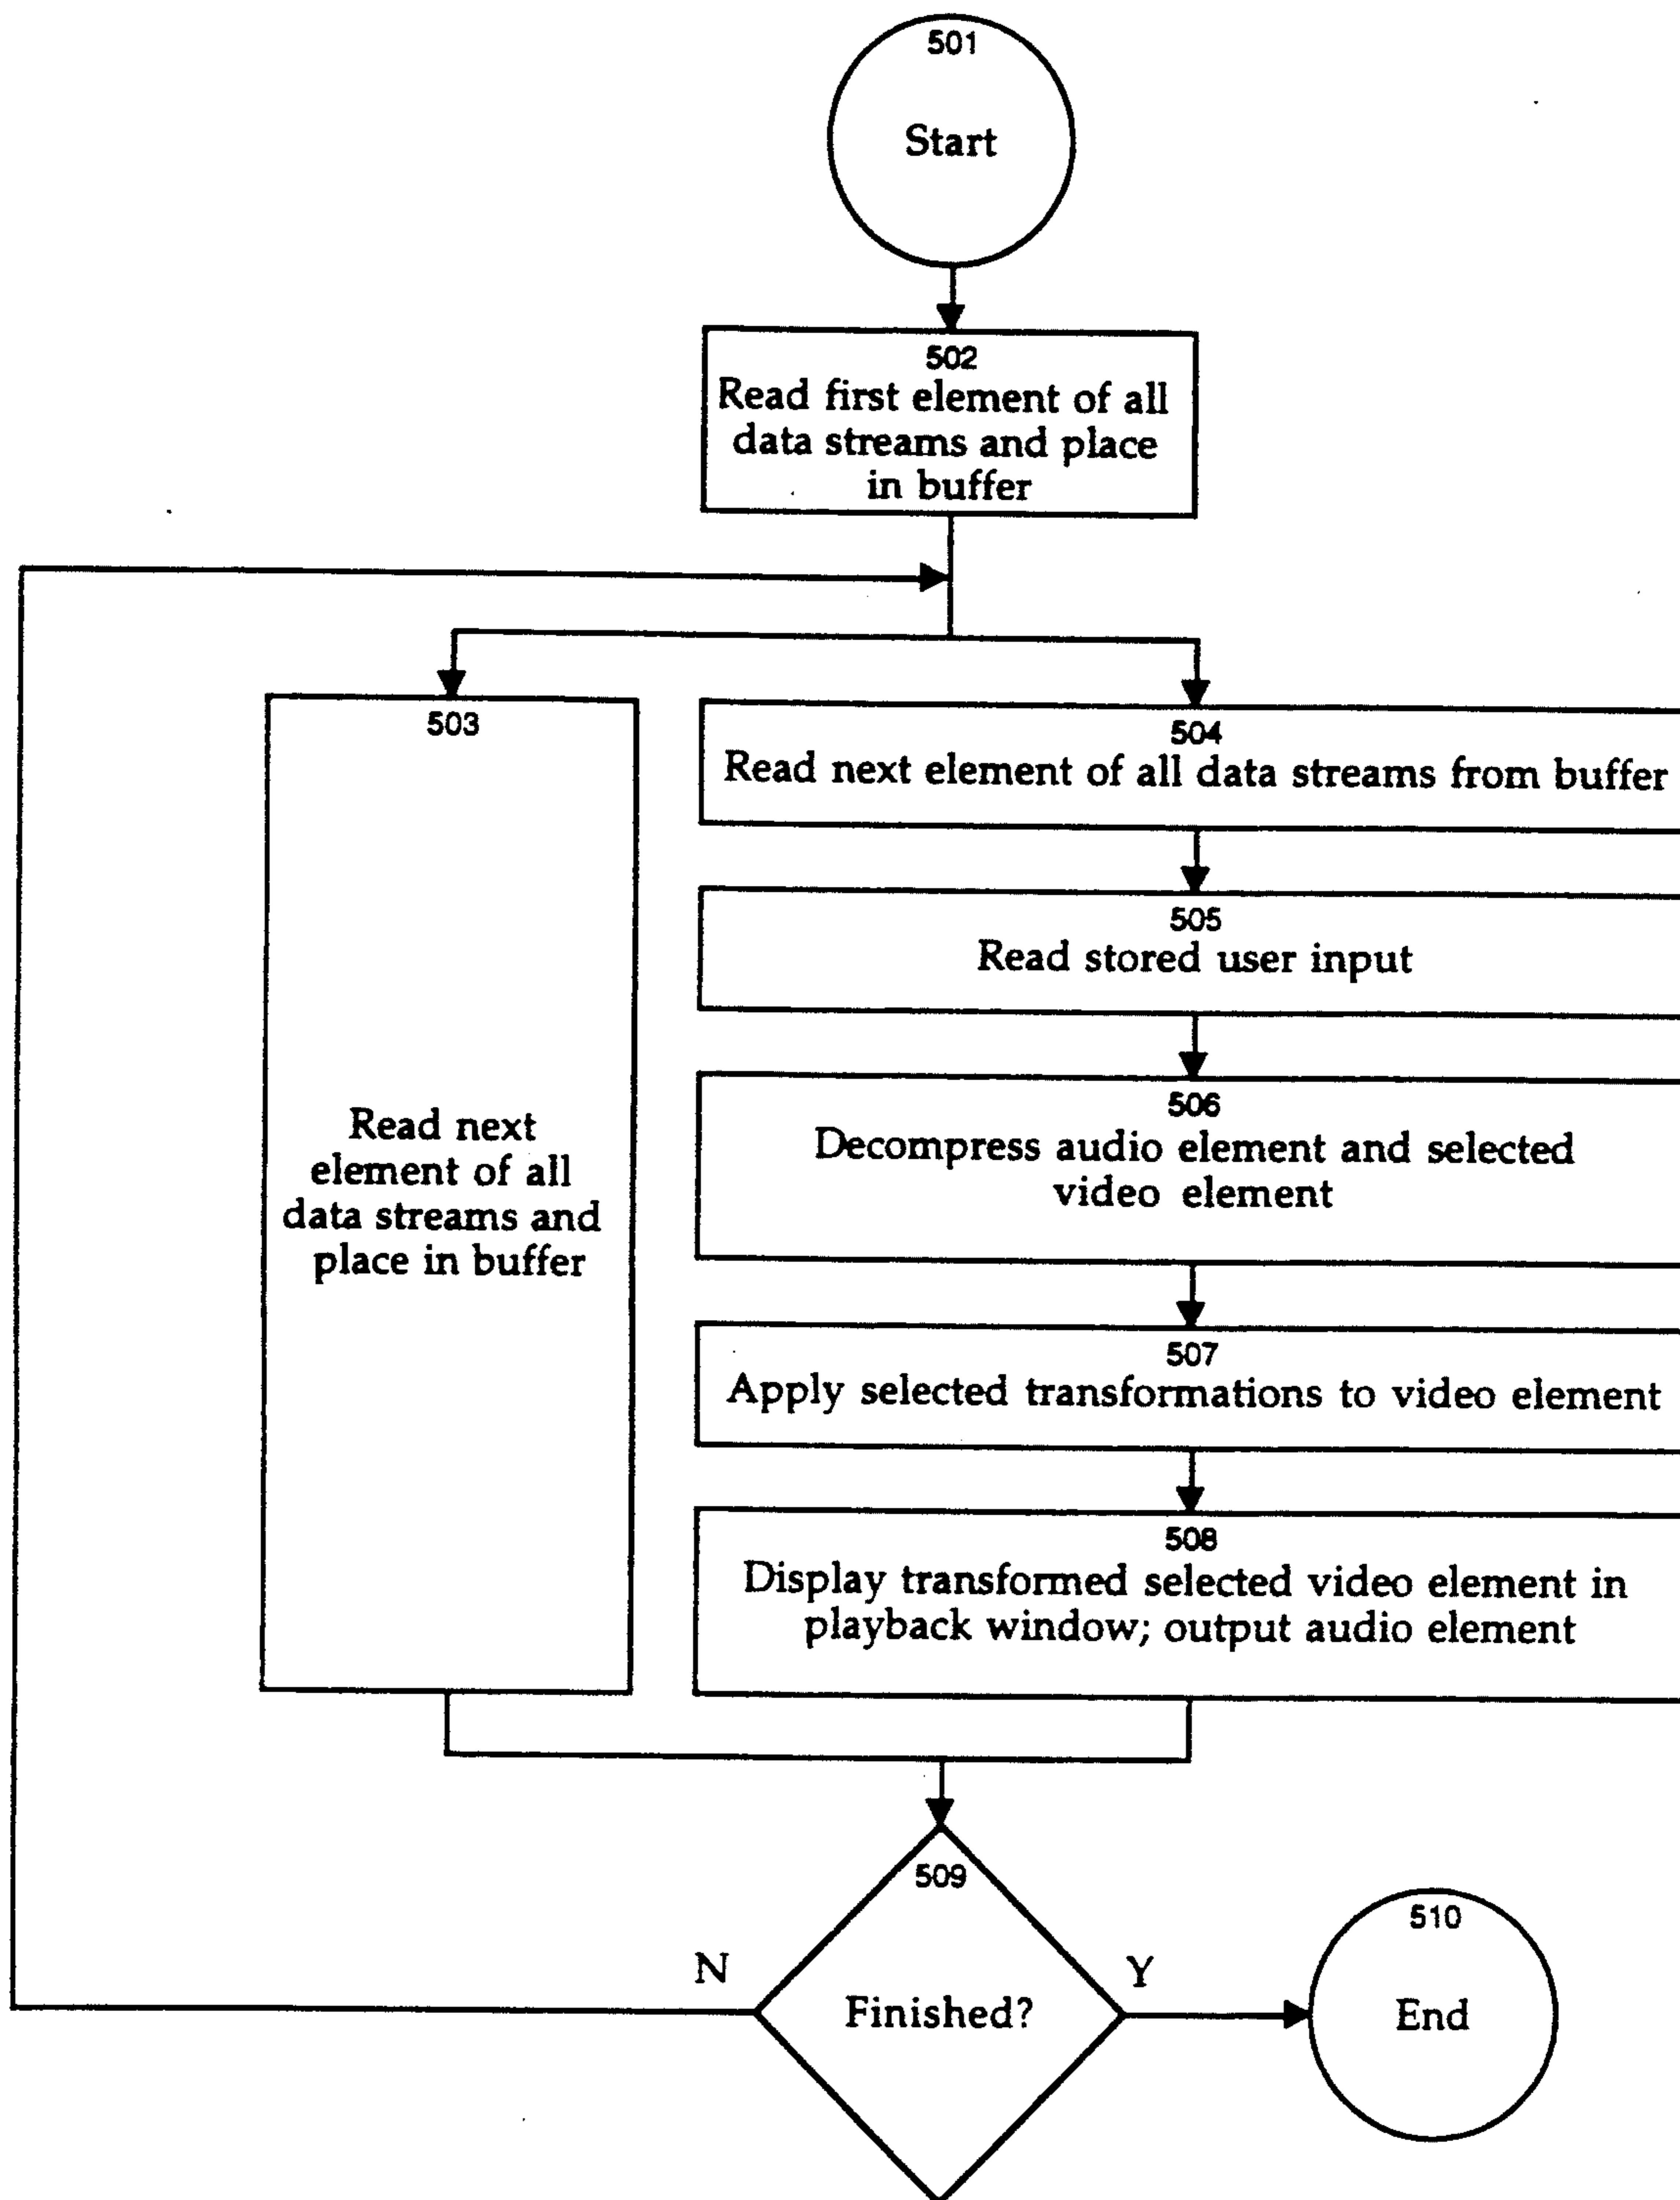 501
Start
502
Read first element of all
data streams and place
in buffer
503
Read next
element of all
data streams and
place in buffer
504
Read next element of all data streams from buffer
505
Read stored user input
506
Decompress audio element and selected
video element
507
Apply selected transformations to video element
508
Display transformed selected video element in
playback window; output audio element
509
Finished?
N
Y
510
End